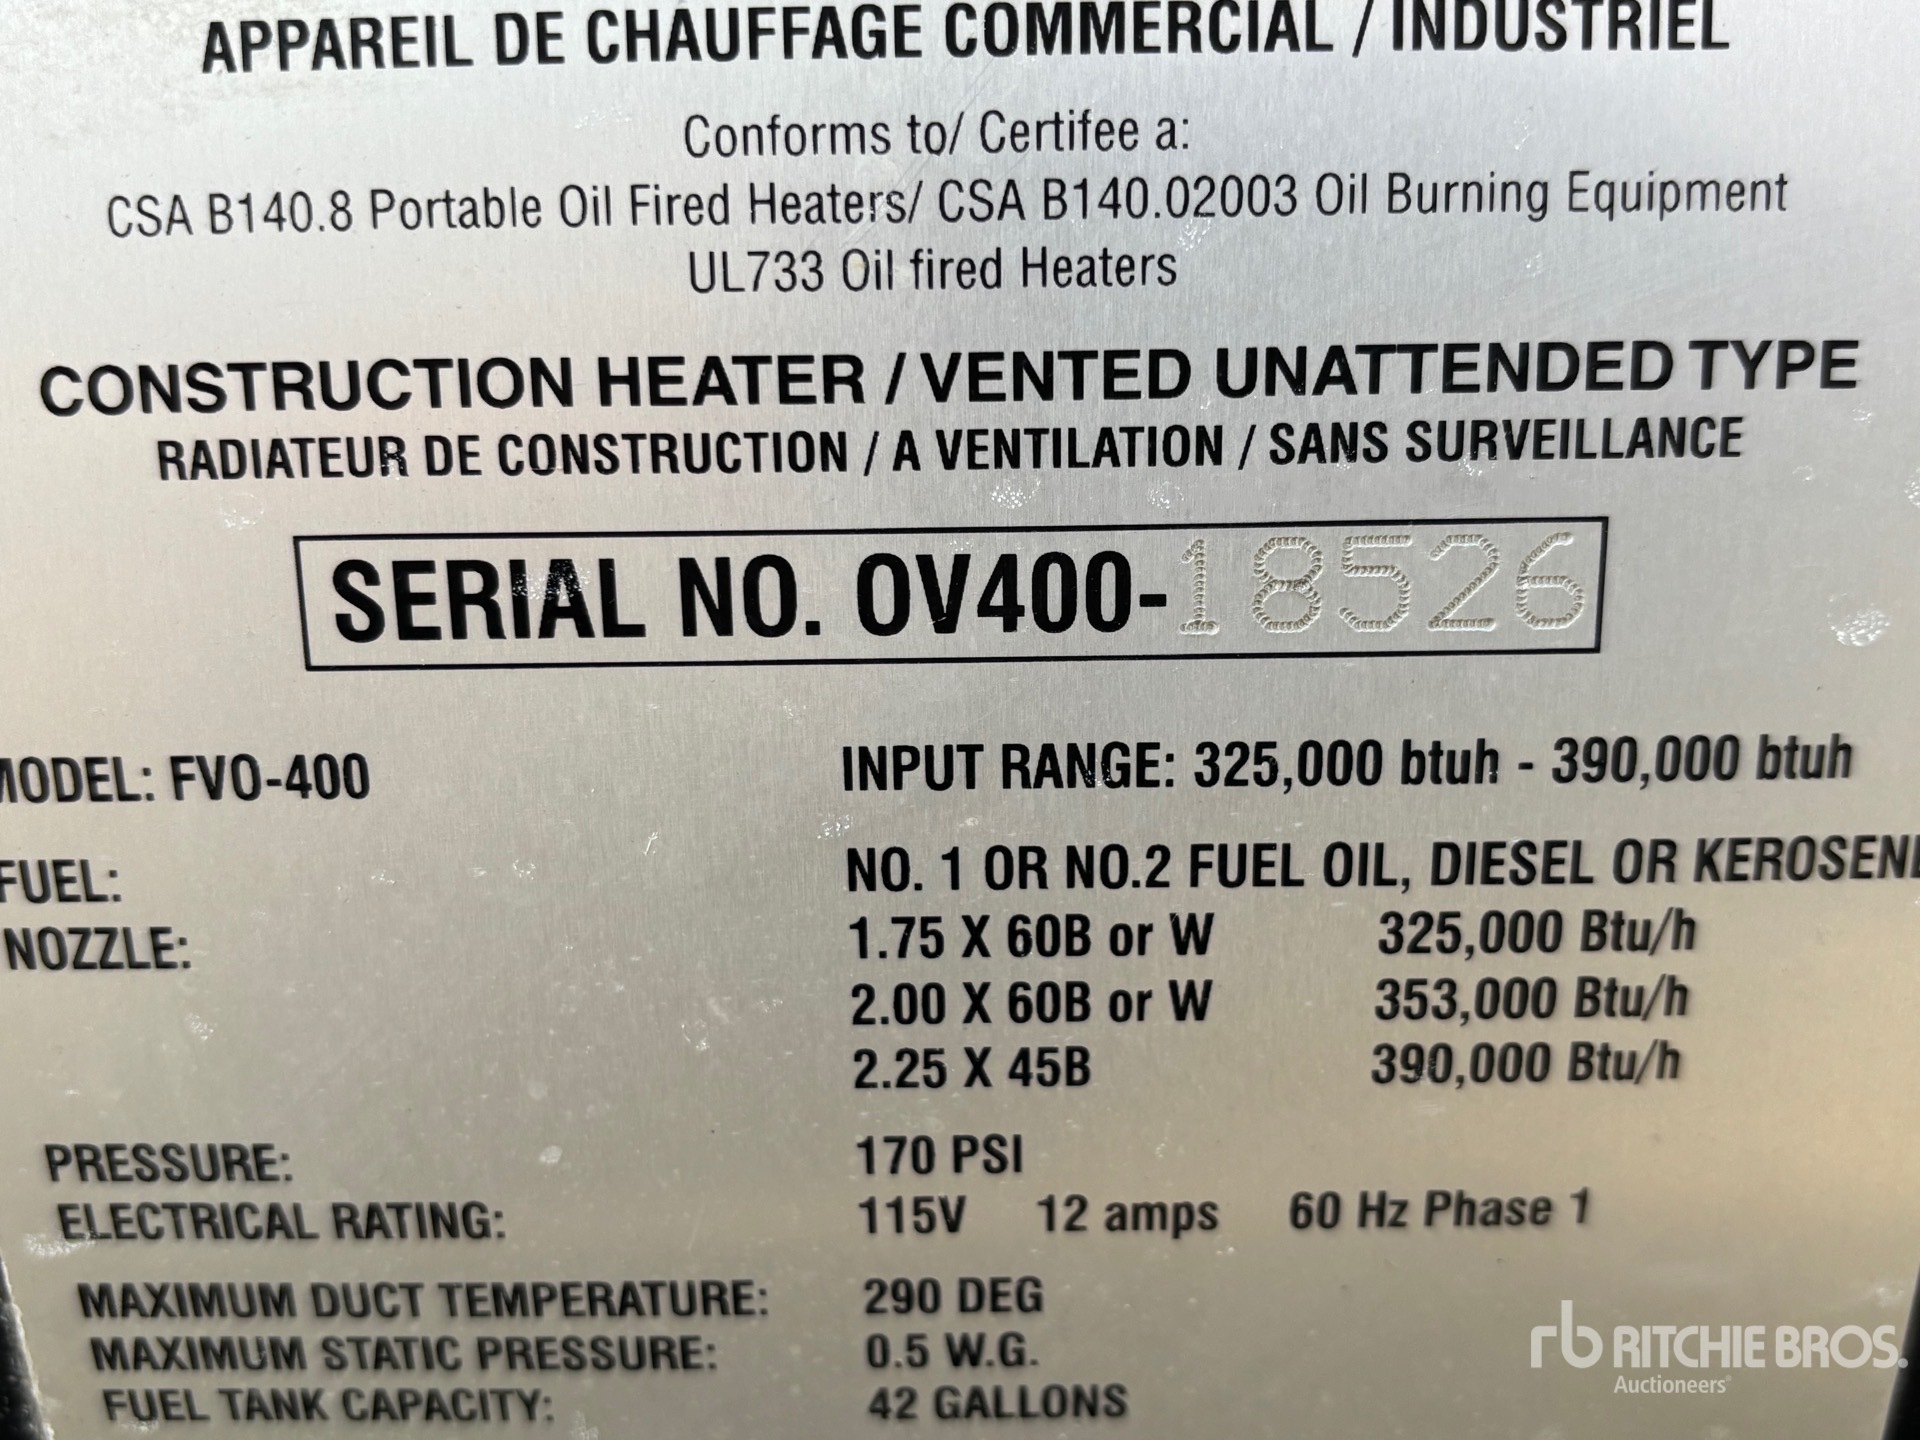 APPAREIL DE CHAUFFAGE COMMERCIAL / INDUSTRIEL
Conforms to/ Certifee a:
CSA B140.8 Portable Oil Fired Heaters/ CSA B140.02003 Oil Burning Equipment
UL733 Oil fired Heaters
CONSTRUCTION HEATER / VENTED UNATTENDED TYPE
RADIATEUR DE CONSTRUCTION / A VENTILATION / SANS SURVEILLANCE
SERIAL NO. OV400-18526
MODEL: FVO-400 INPUT RANGE: 325,000 btuh - 390,000 btuh
FUEL: NO. 1 OR NO.2 FUEL OIL, DIESEL OR KEROSENE
NOZZLE: 1.75 X 60B or W 325,000 Btu/h
2.00 X 60B or W 353,000 Btu/h
2.25 X 45B 390,000 Btu/h
PRESSURE: 170 PSI
ELECTRICAL RATING: 115V 12 amps 60 Hz Phase 1
MAXIMUM DUCT TEMPERATURE: 290 DEG
MAXIMUM STATIC PRESSURE: 0.5 W.G.
FUEL TANK CAPACITY: 42 GALLONS
rb RITCHIE BROS.
Auctioneers